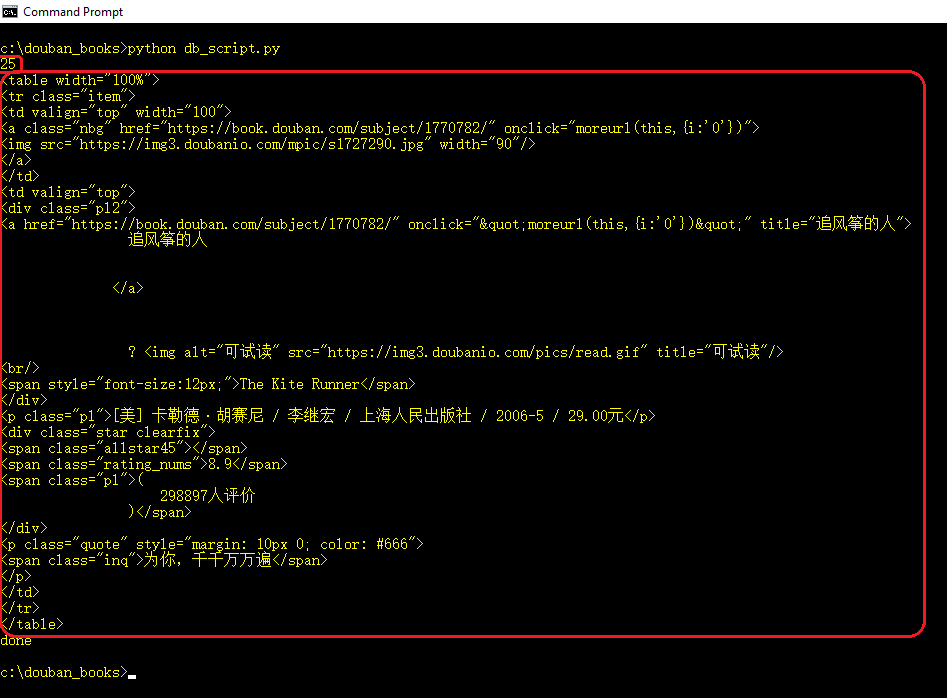 Command Prompt
c:\douban_books>python db_script.py
25
<table width="100%">
<tr class="item">
<td valign="top" width="100">
<a class="nbg" href="https://book.douban.com/subject/1770782/" onclick="moreurl(this,{i:'0'})">
<img src="https://img3.doubanio.com/mpic/s1727290.jpg" width="90"/>
</a>
</td>
<td valign="top">
<div class="pl2">
<a href="https://book.douban.com/subject/1770782/" onclick="&quot;moreurl(this,{i:'0'})&quot;" title="追风筝的人">
追风筝的人
</a>
? <img alt="可试读" src="https://img3.doubanio.com/pics/read.gif" title="可试读"/>
<br/>
<span style="font-size:12px;">The Kite Runner</span>
</div>
<p class="pl">[美] 卡勒德·胡赛尼 / 李继宏 / 上海人民出版社 / 2006-5 / 29.00元</p>
<div class="star clearfix">
<span class="allstar45"></span>
<span class="rating_nums">8.9</span>
<span class="pl">(
298897人评价
)</span>
</div>
<p class="quote" style="margin: 10px 0; color: #666">
<span class="inq">为你，千千万万遍</span>
</p>
</td>
</tr>
</table>
done
c:\douban_books>